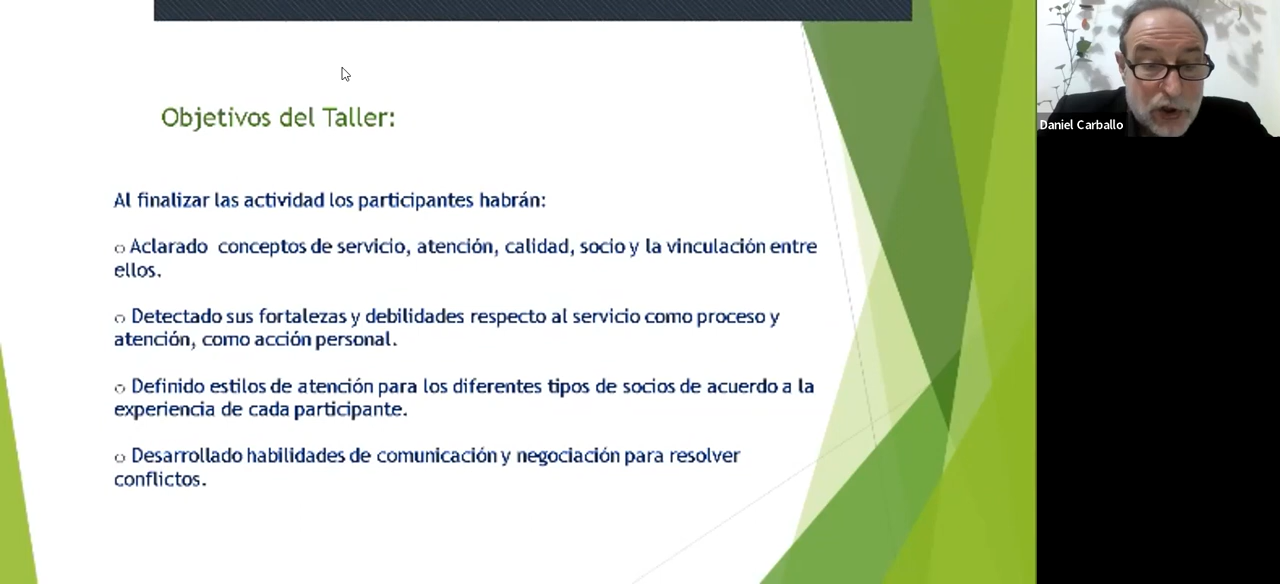 Objetivos del Taller:
Al finalizar las actividad los participantes habrán:
o Aclarado conceptos de servicio, atención, calidad, socio y la vinculación entre
ellos.
o Detectado sus fortalezas y debilidades respecto al servicio como proceso y
atención, como acción personal.
o Definido estilos de atención para los diferentes tipos de socios de acuerdo a la
experiencia de cada participante.
o Desarrollado habilidades de comunicación y negociación para resolver
conflictos.
Daniel Carballo